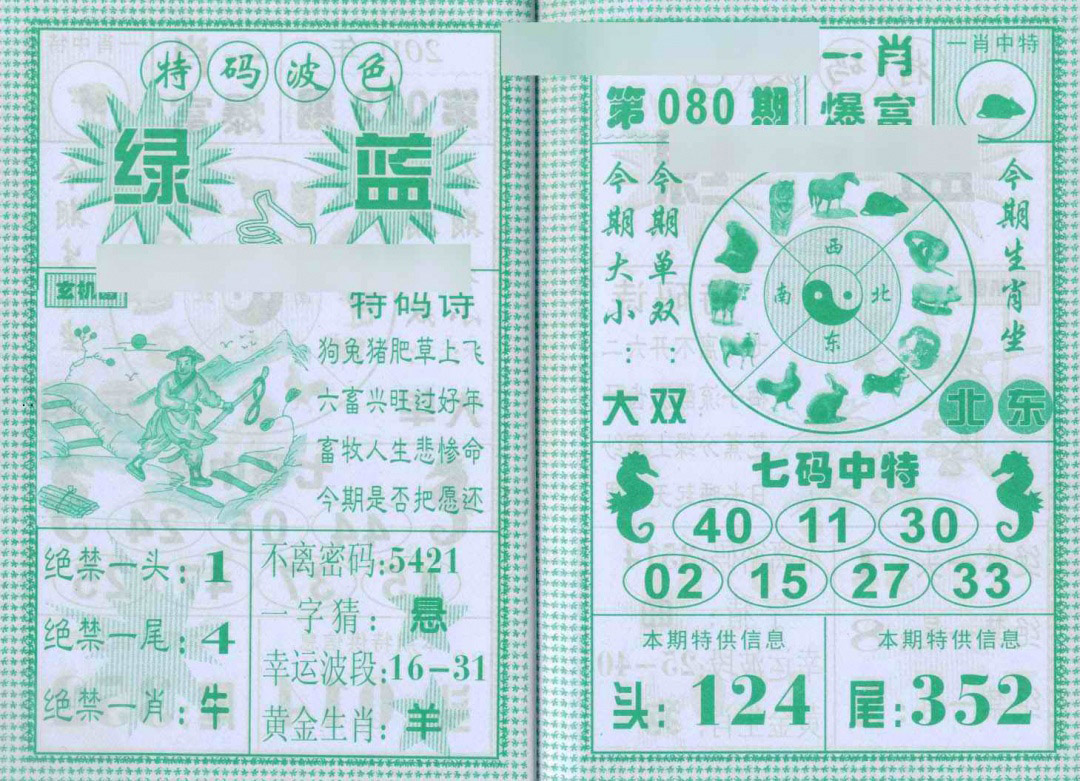 特码波色
绿 蓝
玄机
特码诗
狗兔猪肥草上飞
六畜兴旺过好年
畜牧人生悲惨命
今期是否把愿还
绝禁一头:1
绝禁一尾:4
绝禁一肖:牛
不离密码:5421
一字猜:悬
幸运波段:16-31
黄金生肖:羊
第080期
一肖
爆富
一肖中特
今期大小:大
今期单双:双
西
南 北
东
今期生肖坐
北东
七码中特
40 11 30
02 15 27 33
本期特供信息
头:124
本期特供信息
尾:352